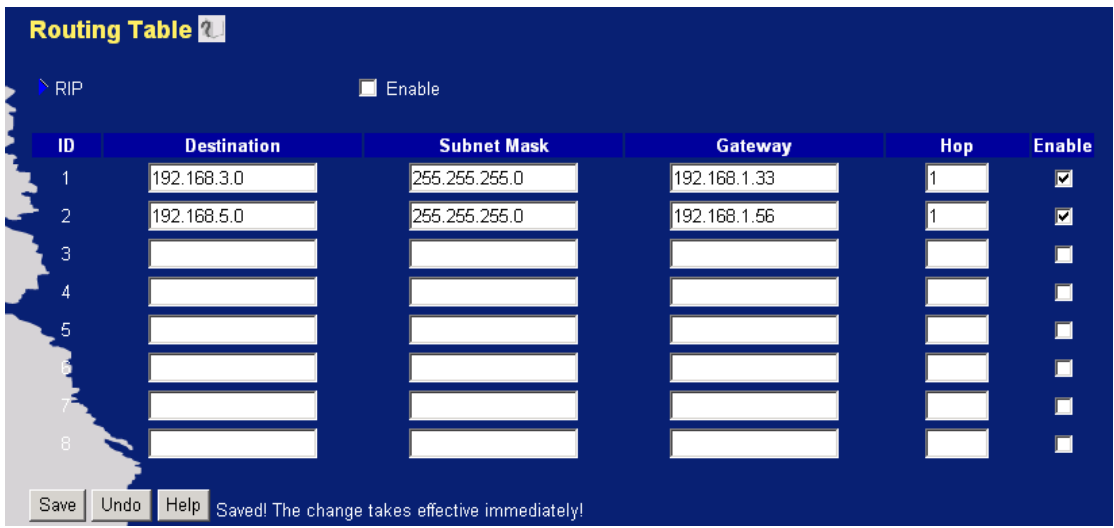 Routing Table
RIP Enable
ID Destination Subnet Mask Gateway Hop Enable
1 192.168.3.0 255.255.255.0 192.168.1.33 1
2 192.168.5.0 255.255.255.0 192.168.1.56 1
3
4
5
6
7
8
Save Undo Help Saved! The change takes effective immediately!